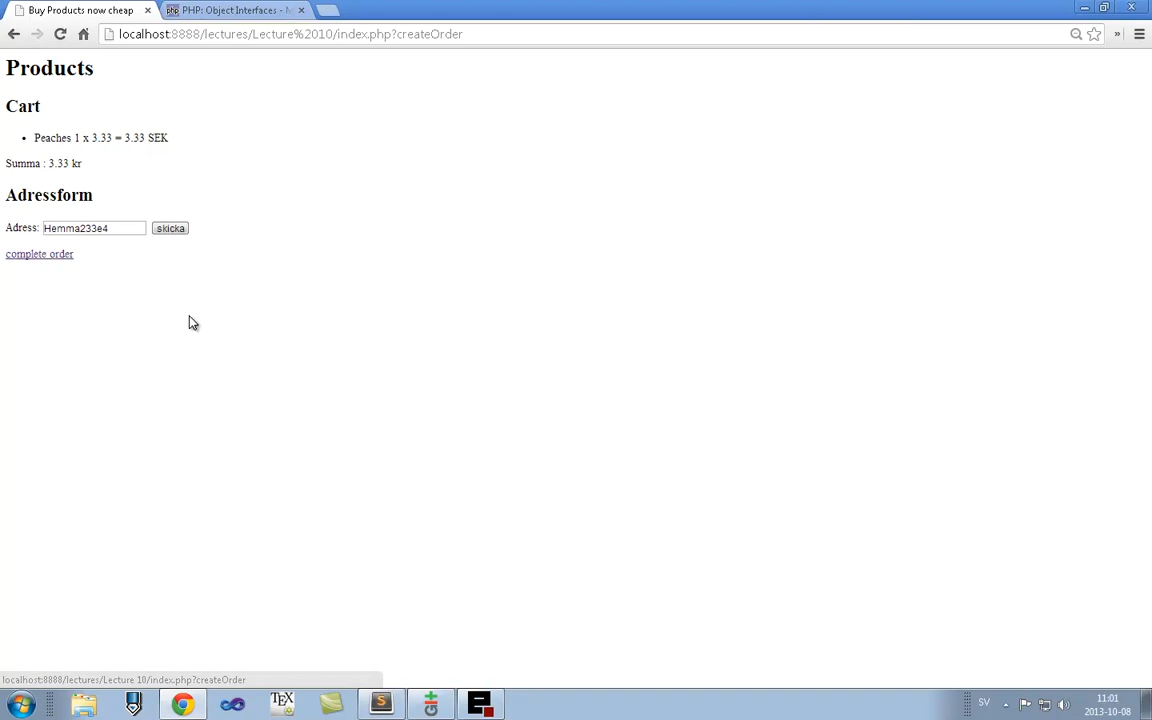 Buy Products now cheap
php PHP: Object Interfaces - M
localhost:8888/lectures/Lecture%2010/index.php?createOrder
Products
Cart
• Peaches 1 x 3.33 = 3.33 SEK
Summa : 3.33 kr
Adressform
Adress: Hemma233e4 skicka
complete order
localhost:8888/lectures/Lecture 10/index.php?createOrder
TEX
S
SV
11:01
2013-10-08